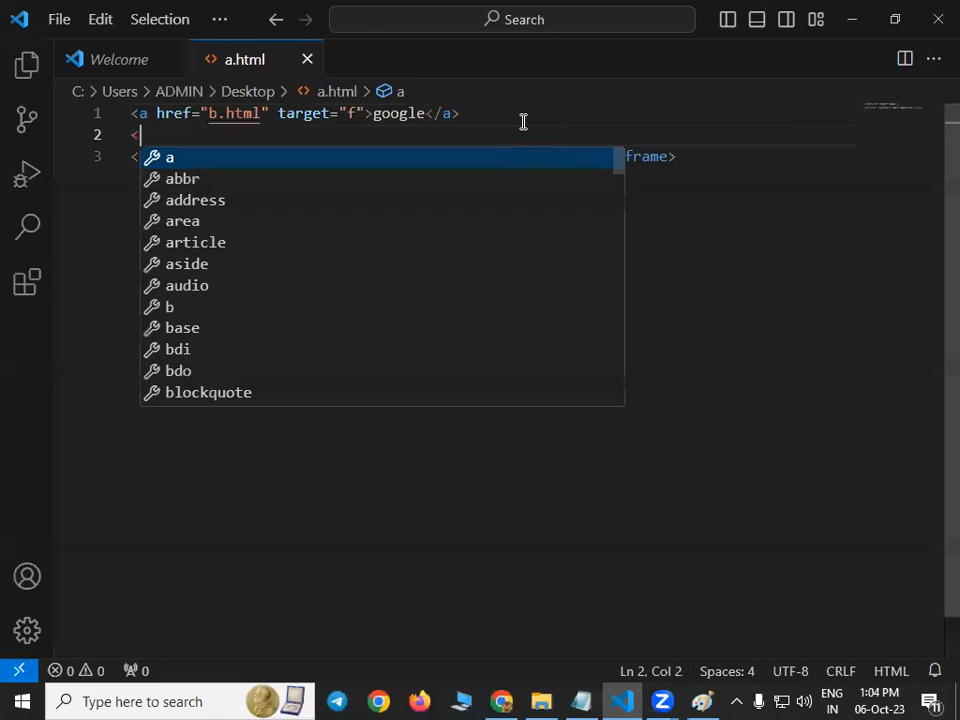 File Edit Selection ... Search
Welcome a.html
C: > Users > ADMIN > Desktop > a.html > a
1 <a href="b.html" target="f">google</a>
2 <
3 < frame>
a
abbr
address
area
article
aside
audio
b
base
bdi
bdo
blockquote
0 0 0 Ln 2, Col 2 Spaces: 4 UTF-8 CRLF HTML
Type here to search ENG IN 1:04 PM 06-Oct-23 11